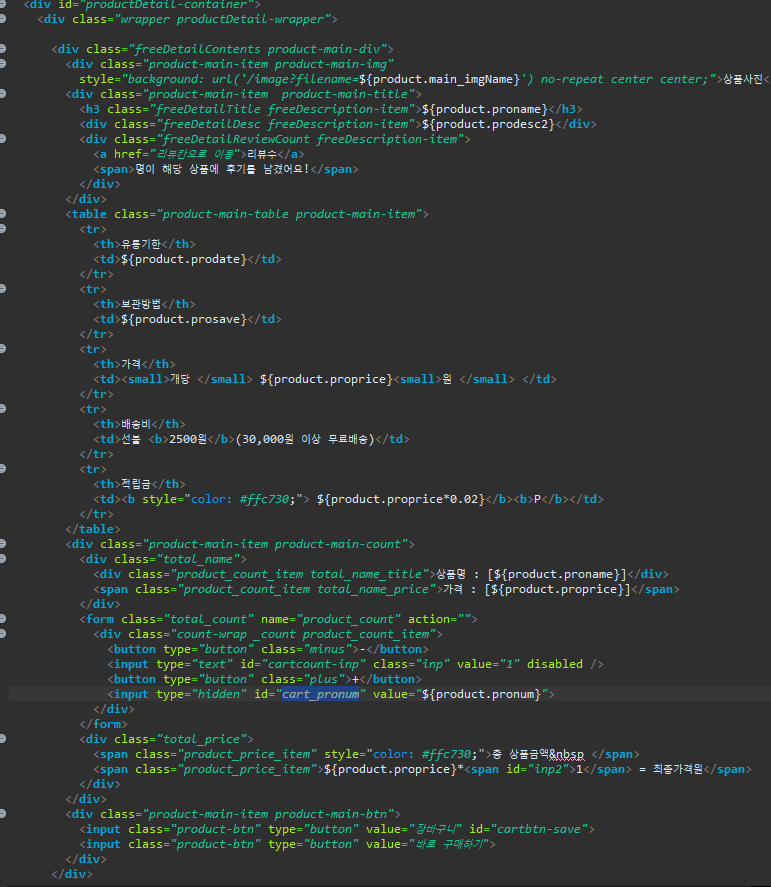 <div id="productDetail-container">
<div class="wrapper productDetail-wrapper">
<div class="freeDetailContents product-main-div">
<div class="product-main-item product-main-img"
style="background: url('/image?filename=${product.main_imgName}') no-repeat center center;">상품사진<
<div class="product-main-item  product-main-title">
<h3 class="freeDetailTitle freeDescription-item">${product.proname}</h3>
<div class="freeDetailDesc freeDescription-item">${product.prodesc2}</div>
<div class="freeDetailReviewCount freeDescription-item">
<a href="리뷰칸으로 이동">리뷰수</a>
<span>명이 해당 상품에 후기를 남겼어요!</span>
</div>
</div>
<table class="product-main-table product-main-item">
<tr>
<th>유통기한</th>
<td>${product.prodate}</td>
</tr>
<tr>
<th>보관방법</th>
<td>${product.prosave}</td>
</tr>
<tr>
<th>가격</th>
<td><small>개당 </small> ${product.proprice}<small>원 </small> </td>
</tr>
<tr>
<th>배송비</th>
<td>선불 <b>2500원</b>(30,000원 이상 무료배송)</td>
</tr>
<tr>
<th>적립금</th>
<td><b style="color: #ffc730;"> ${product.proprice*0.02}</b><b>P</b></td>
</tr>
</table>
<div class="product-main-item product-main-count">
<div class="total_name">
<div class="product_count_item total_name_title">상품명 : [${product.proname}]</div>
<span class="product_count_item total_name_price">가격 : [${product.proprice}]</span>
</div>
<form class="total_count" name="product_count" action="">
<div class="count-wrap _count product_count_item">
<button type="button" class="minus">-</button>
<input type="text" id="cartcount-inp" class="inp" value="1" disabled />
<button type="button" class="plus">+</button>
<input type="hidden" id="cart_pronum" value="${product.pronum}">
</div>
</form>
<div class="total_price">
<span class="product_price_item" style="color: #ffc730;">총 상품금액&nbsp </span>
<span class="product_price_item">${product.proprice}*<span id="inp2">1</span> = 최종가격원</span>
</div>
</div>
<div class="product-main-item product-main-btn">
<input class="product-btn" type="button" value="장바구니" id="cartbtn-save">
<input class="product-btn" type="button" value="바로 구매하기">
</div>
</div>